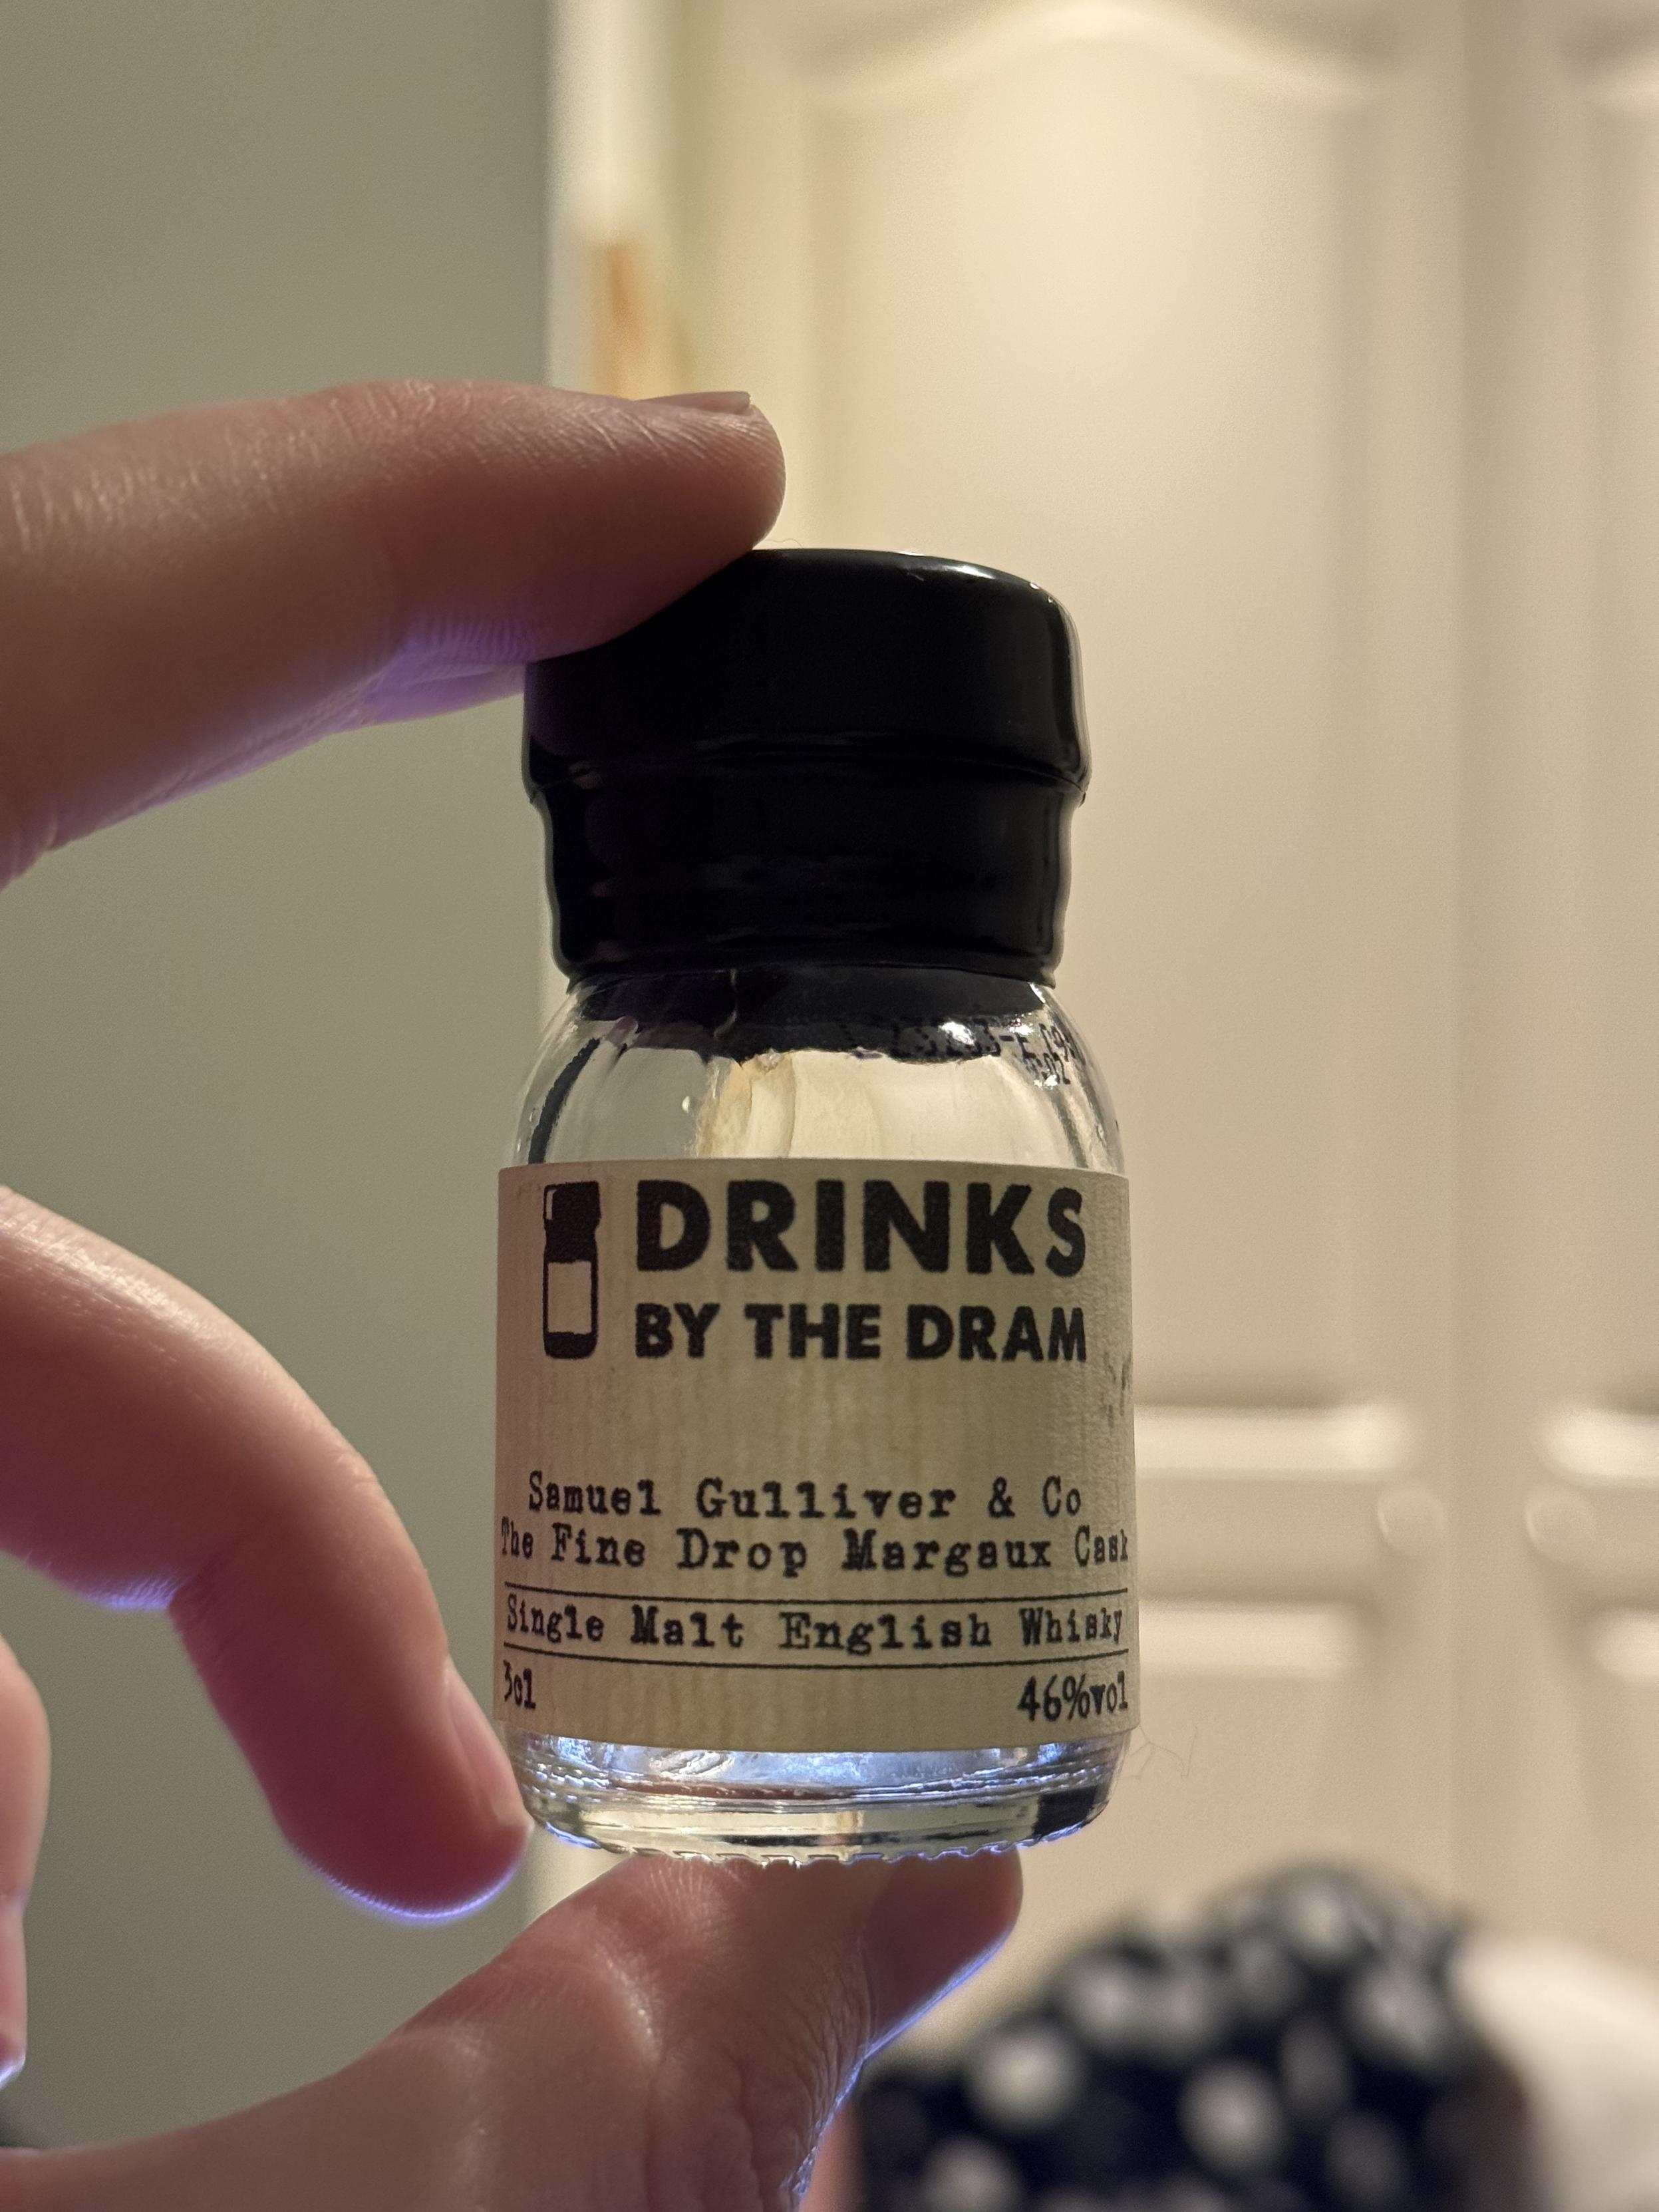 DRINKS
BY THE DRAM
Samuel Gulliver & Co
The Fine Drop Margaux Cask
Single Malt English Whisky
3cl 46%vol